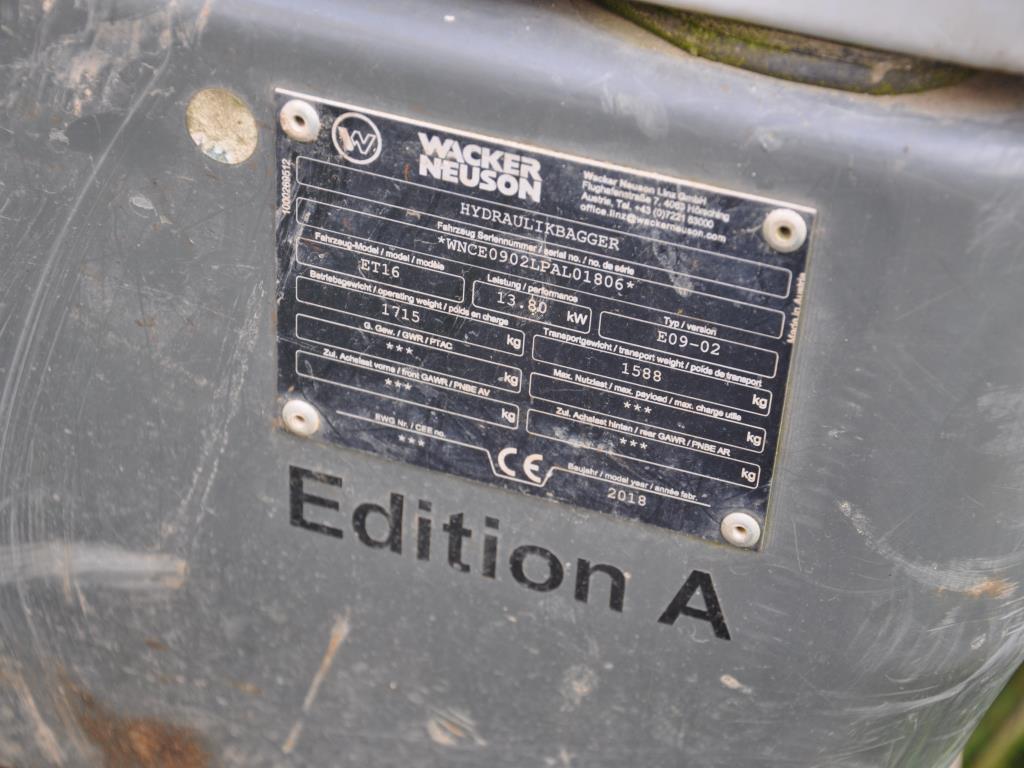 WACKER
NEUSON
Wacker Neuson Linz GmbH
Flughafenstraße 7, 4063 Hörsching
Austria, Tel. +43 (0)7221 63000
office.linz@wackerneuson.com
1000269512
HYDRAULIKBAGGER
Fahrzeug Seriennummer / serial no. / no. de série
*WNCE0902LPAL01806*
Fahrzeug-Model / model / modèle
ET16
Leistung / performance
13.80 kW
Typ / version
E09-02
Betriebsgewicht / operating weight / poids en charge
1715 kg
Transportgewicht / transport weight / poids de transport
1588 kg
G. Gew. / GWR / PTAC
*** kg
Max. Nutzlast / max. payload / max. charge utile
*** kg
Zul. Achslast vorne / front GAWR / PNBE AV
*** kg
Zul. Achslast hinten / rear GAWR / PNBE AR
*** kg
EWG Nr. / CEE no.
***
CE
Baujahr / model year / année fabr.
2018
Made in Austria
Edition A